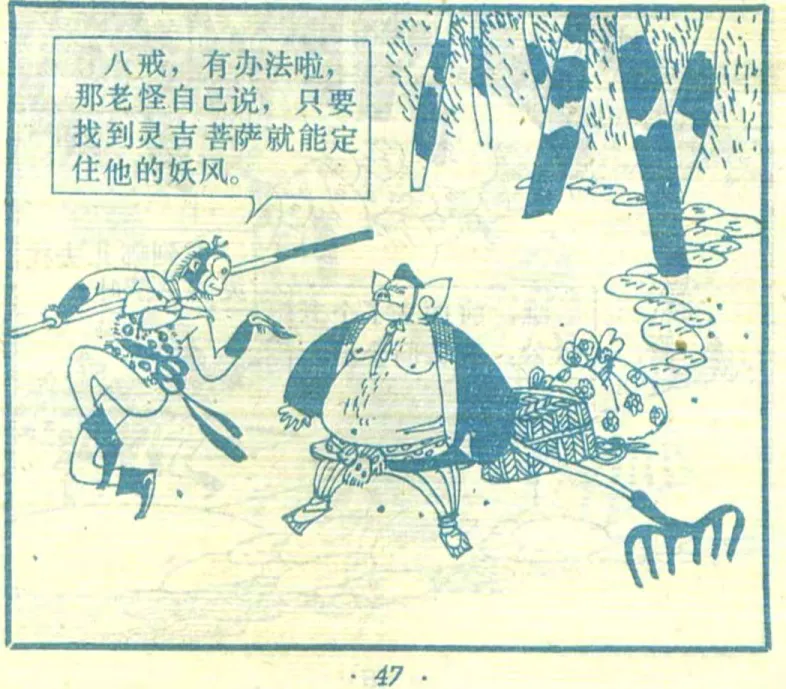 八戒，有办法啦，
那老怪自己说，只要
找到灵吉菩萨就能定
住他的妖风。
· 47 ·